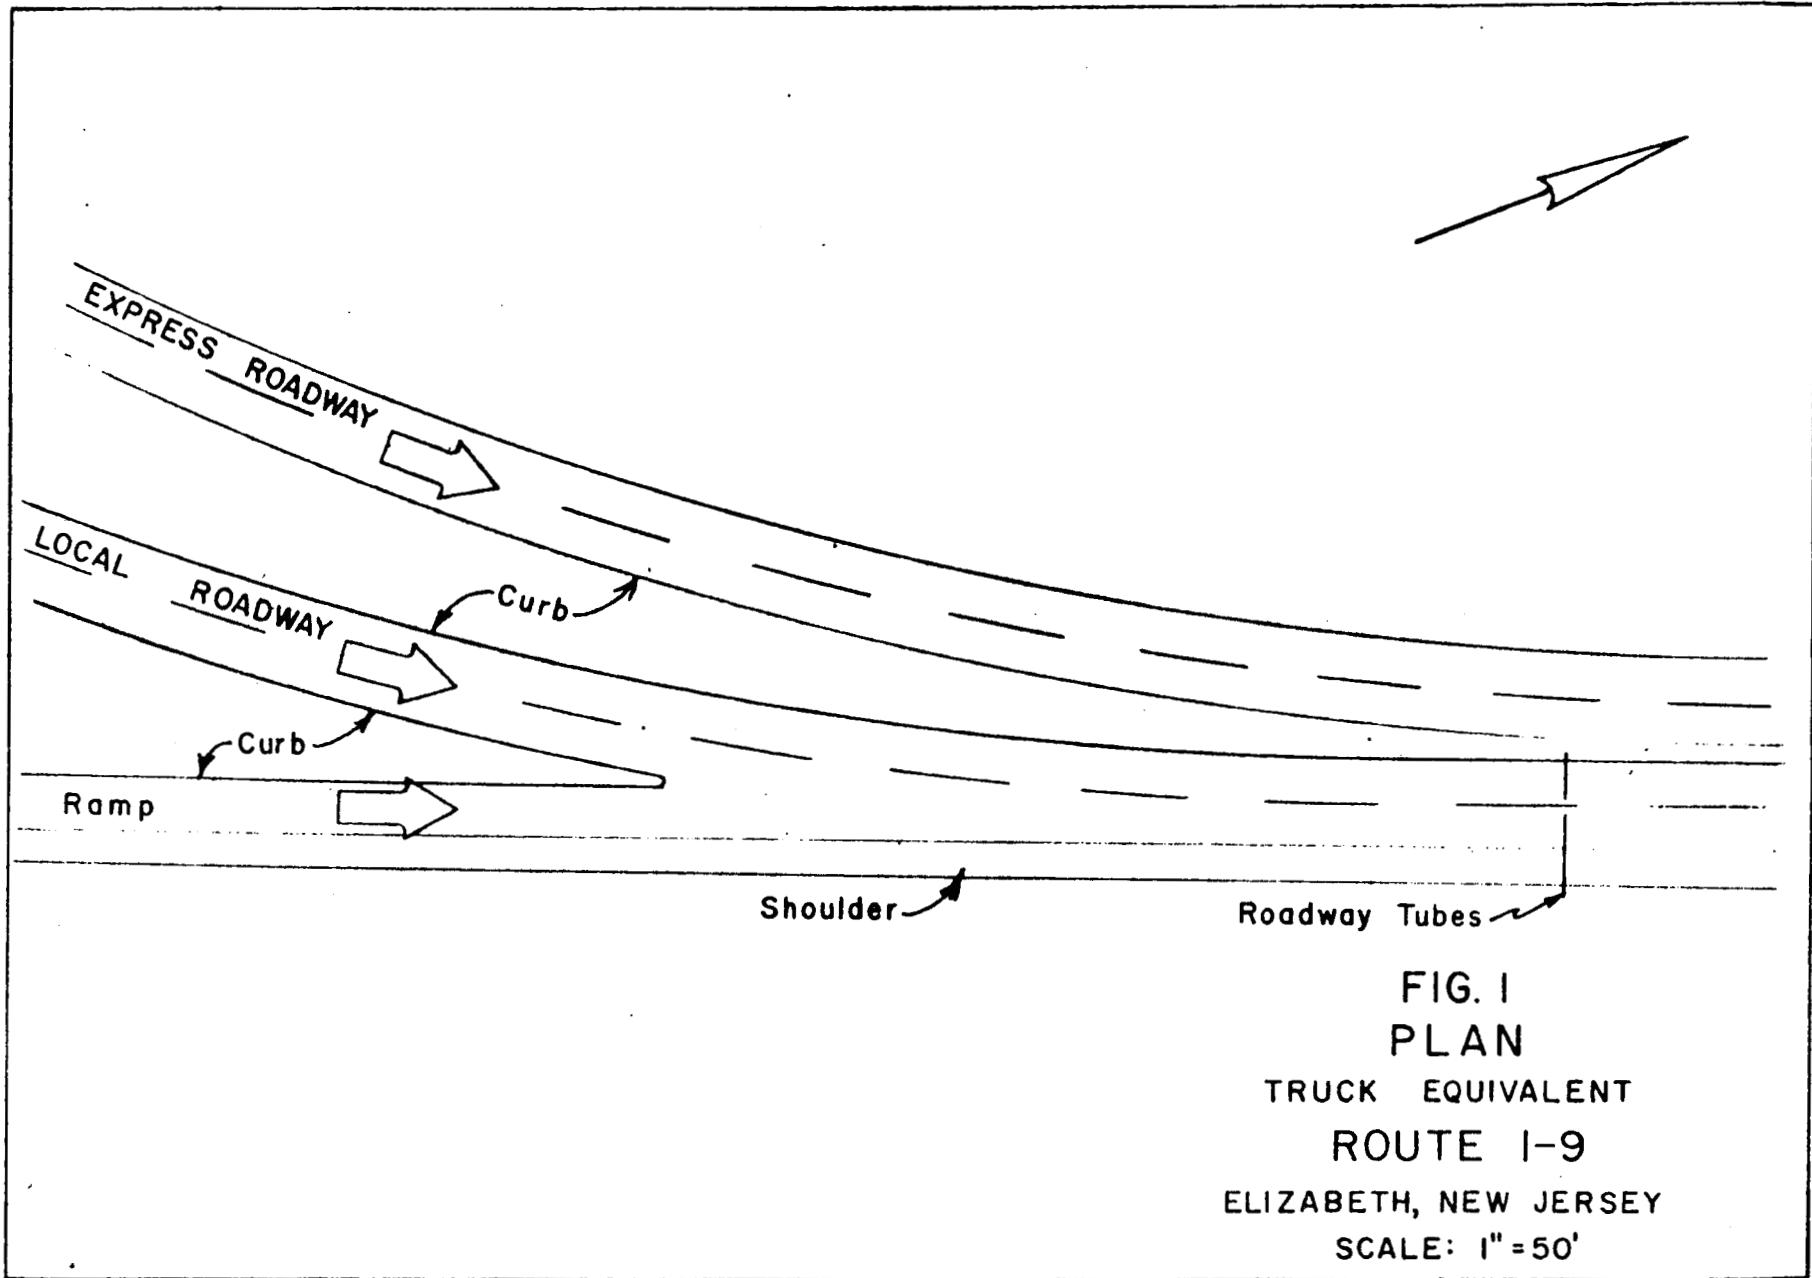 EXPRESS ROADWAY
LOCAL ROADWAY
Curb
Curb
Ramp
Shoulder
Roadway Tubes
FIG. 1
PLAN
TRUCK EQUIVALENT
ROUTE 1-9
ELIZABETH, NEW JERSEY
SCALE: 1" = 50'